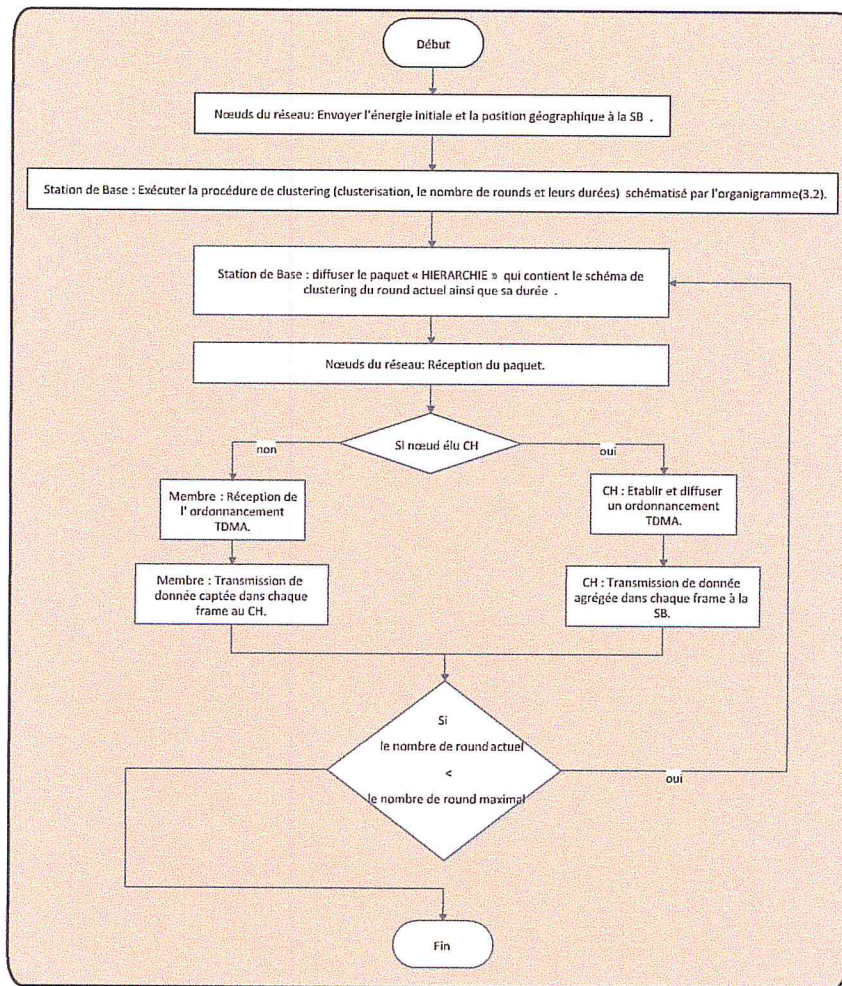 Début
Nœuds du réseau: Envoyer l'énergie initiale et la position géographique à la SB .
Station de Base : Exécuter la procédure de clustering (clusterisation, le nombre de rounds et leurs durées) schématisé par l'organigramme(3.2).
Station de Base : diffuser le paquet « HIERARCHIE » qui contient le schéma de
clustering du round actuel ainsi que sa durée .
Nœuds du réseau: Réception du paquet.
Si nœud élu CH
non
oui
Membre : Réception de
l' ordonnancement
TDMA.
CH : Etablir et diffuser
un ordonnancement
TDMA.
Membre : Transmission de
donnée captée dans chaque
frame au CH.
CH : Transmission de donnée
agrégée dans chaque frame à la
SB.
Si
le nombre de round actuel
<
le nombre de round maximal
oui
Fin